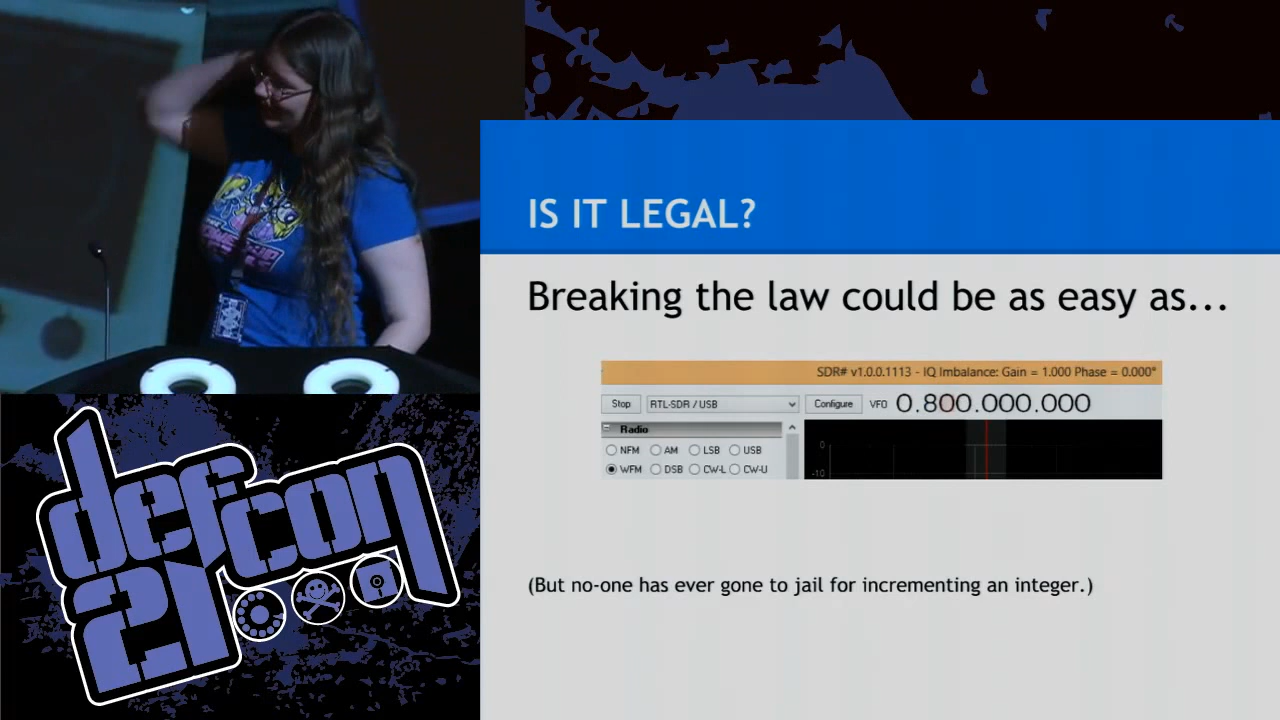 IS IT LEGAL?
Breaking the law could be as easy as...
SDR# v1.0.0.1113 - IQ Imbalance: Gain = 1.000 Phase = 0.000°
Stop RTL-SDR / USB Configure VFO 0.800.000.000
Radio
NFM AM LSB USB
WFM DSB CW-L CW-U
0
-10
(But no-one has ever gone to jail for incrementing an integer.)
defcon
21